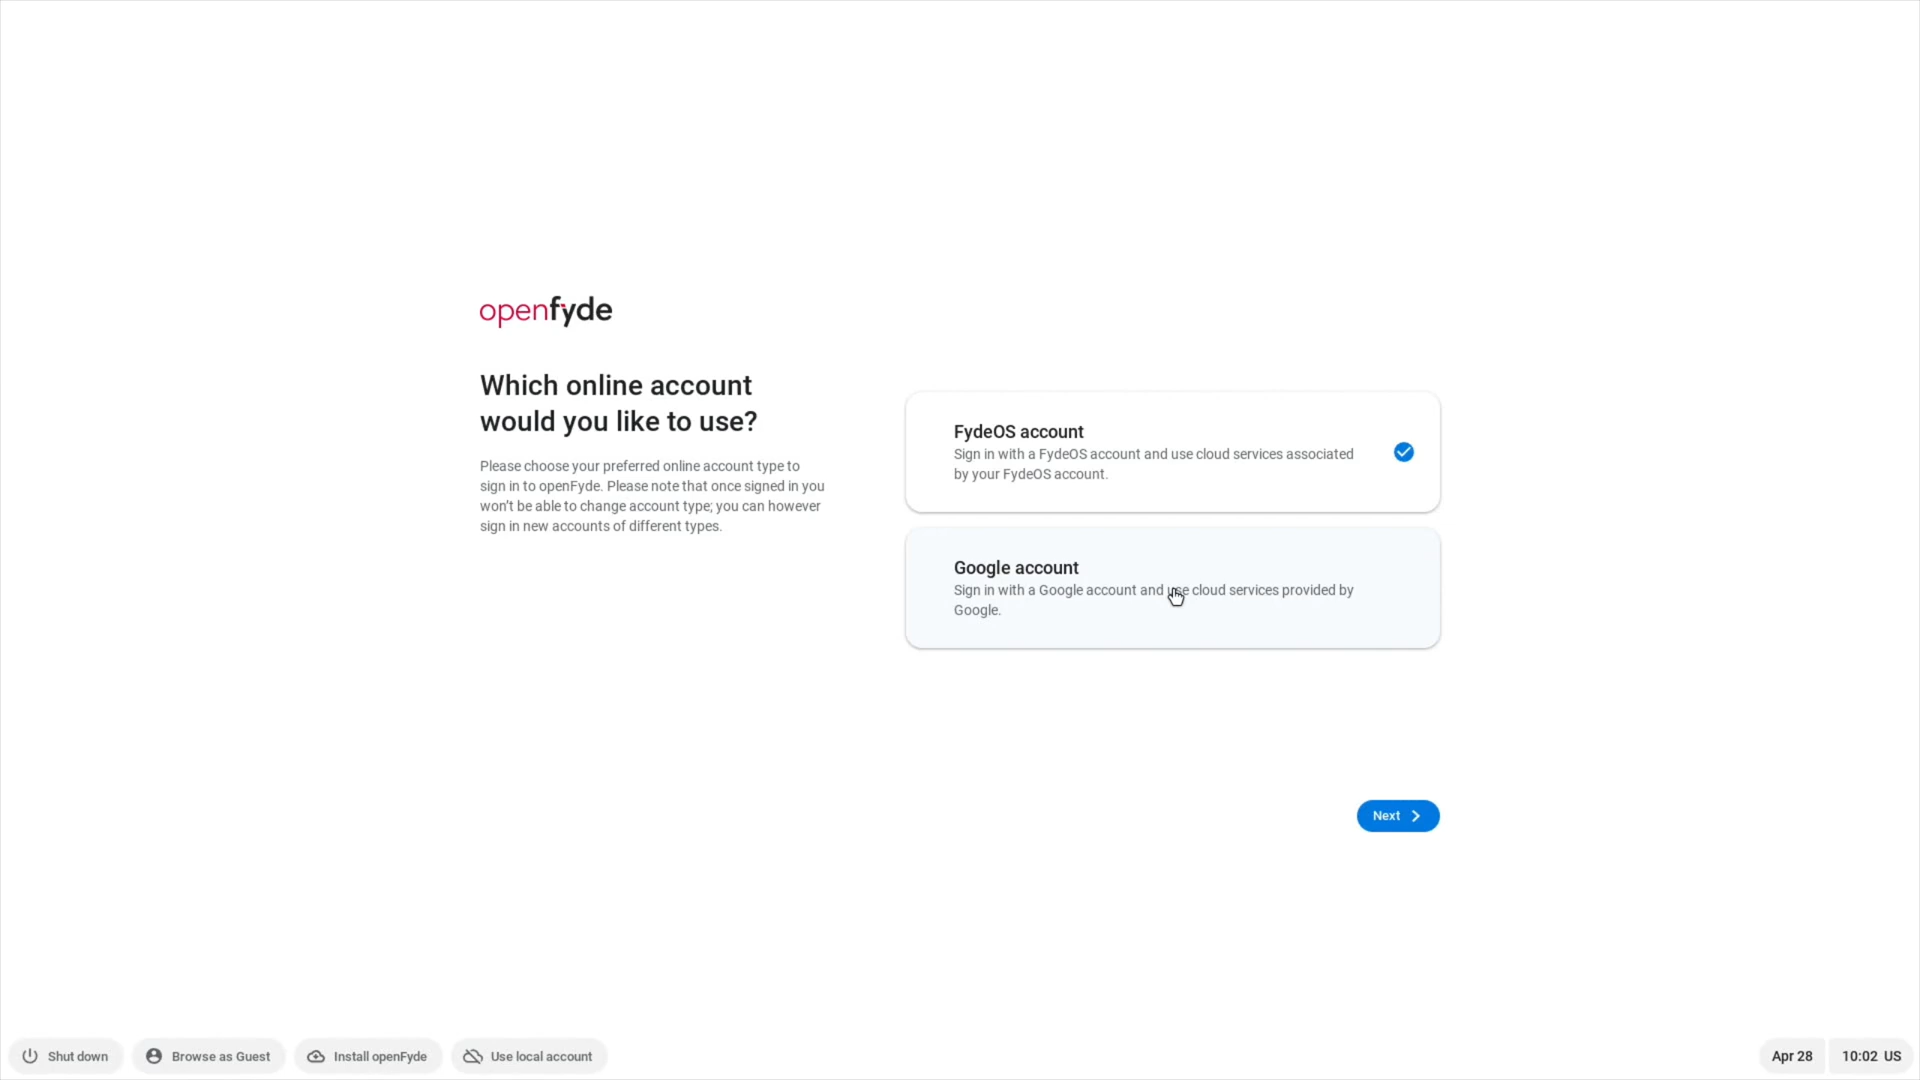 openfyde
Which online account
would you like to use?
Please choose your preferred online account type to
sign in to openFyde. Please note that once signed in you
won't be able to change account type; you can however
sign in new accounts of different types.
FydeOS account
Sign in with a FydeOS account and use cloud services associated
by your FydeOS account.
Google account
Sign in with a Google account and use cloud services provided by
Google.
Next
Shut down
Browse as Guest
Install openFyde
Use local account
Apr 28
10:02 US